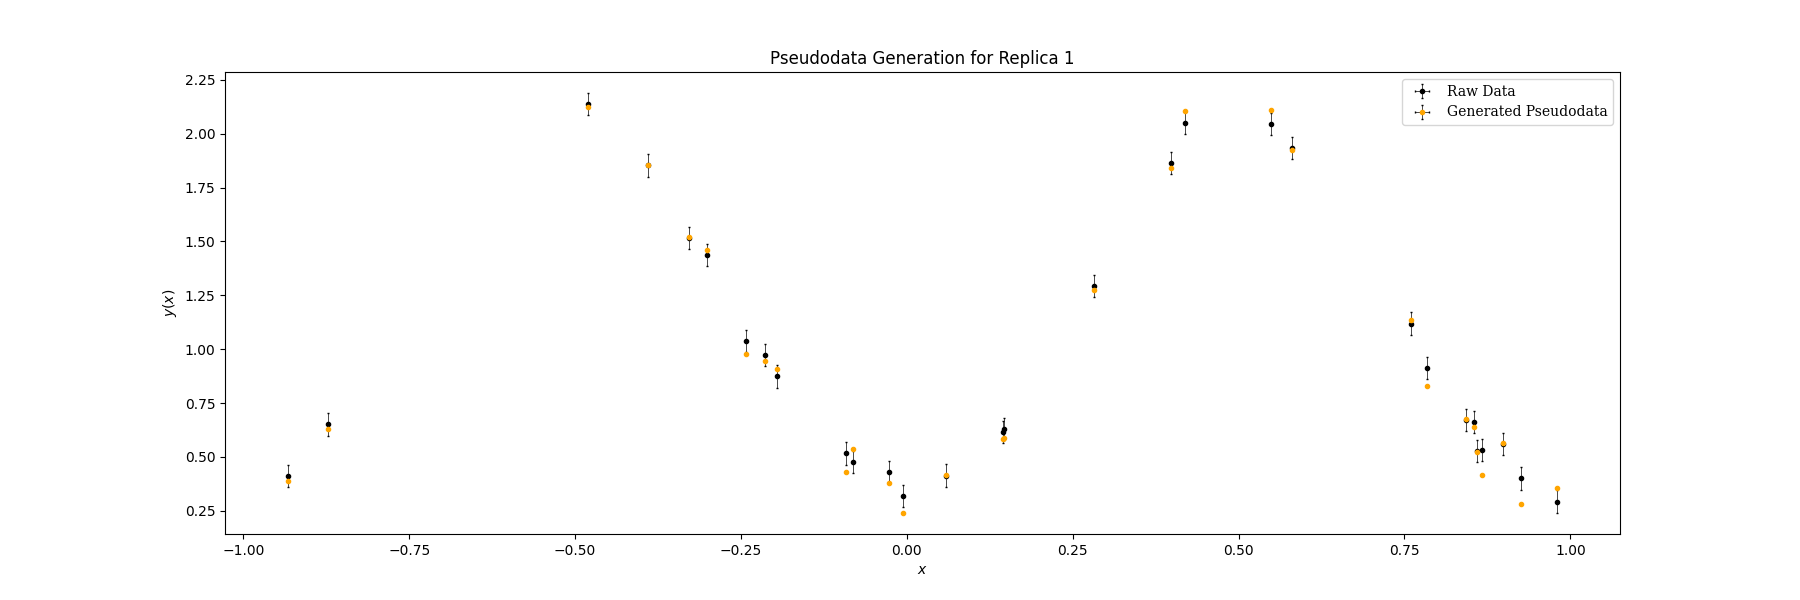 Pseudodata Generation for Replica 1
2.25
2.00
1.75
1.50
1.25
1.00
0.75
0.50
0.25
y(x)
Raw Data
Generated Pseudodata
−1.00 −0.75 −0.50 −0.25 0.00 0.25 0.50 0.75 1.00
x